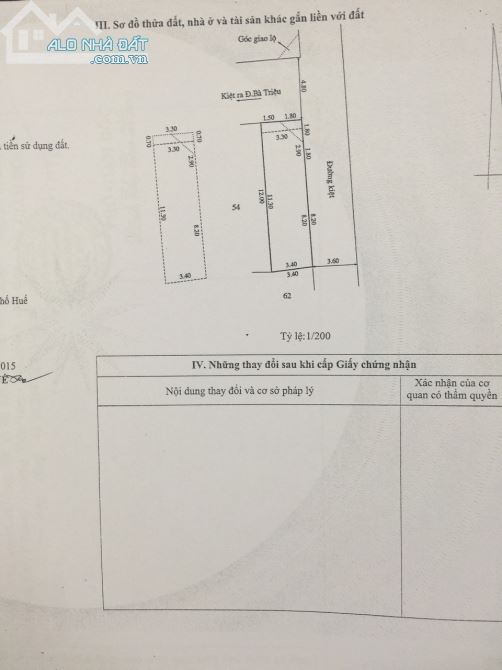 III. Sơ đồ thửa đất, nhà ở và tài sản khác gắn liền với đất
ALO NHÀ ĐẤT
Góc giao lộ
4.80
Kiệt ra Đ.Bà Triệu
1.50 1.80
3.30
1.80
1.80
2.90
3.30
0.70
0.70
3.30
2.90
tiền sử dụng đất.
Đường kiệt
11.30
8.20
54
12.00
11.30
8.20
8.20
3.40
3.40
3.40
3.60
62
hố Huế
Tỷ lệ:1/200
015
IV. Những thay đổi sau khi cấp Giấy chứng nhận
Nội dung thay đổi và cơ sở pháp lý
Xác nhận của cơ
quan có thẩm quyền